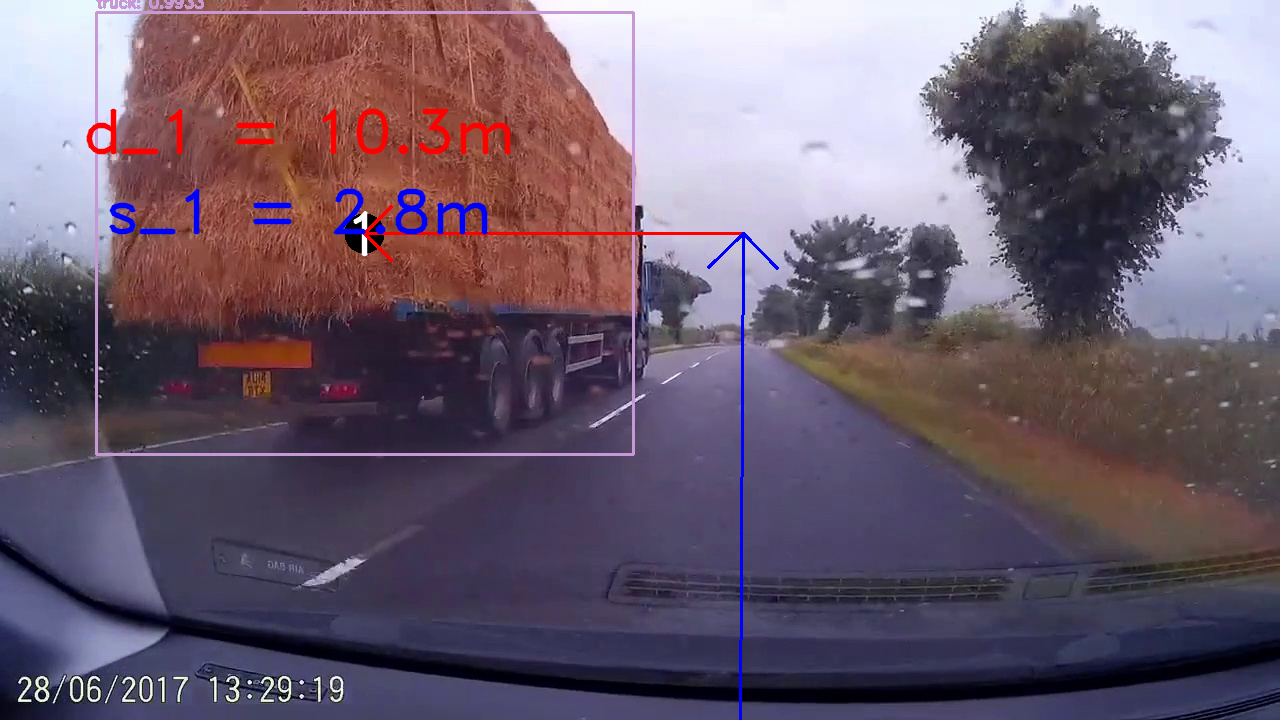 truck: 0.9933
d_1 = 10.3m
s_1 = 2.8m
1
28/06/2017 13:29:19